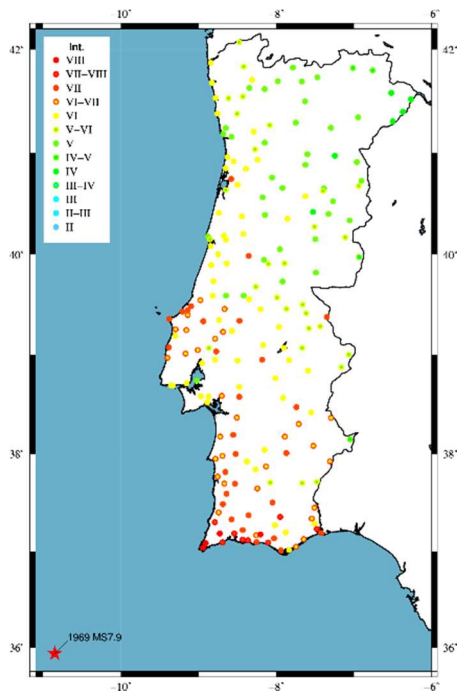 -10° -8° -6°
42° 42°
Int.
VIII
VII-VIII
VII
VI-VII
VI
V-VI
V
IV-V
IV
III-IV
III
II-III
II
40° 40°
38° 38°
1969 MS7.9
36° 36°
-10° -8° -6°